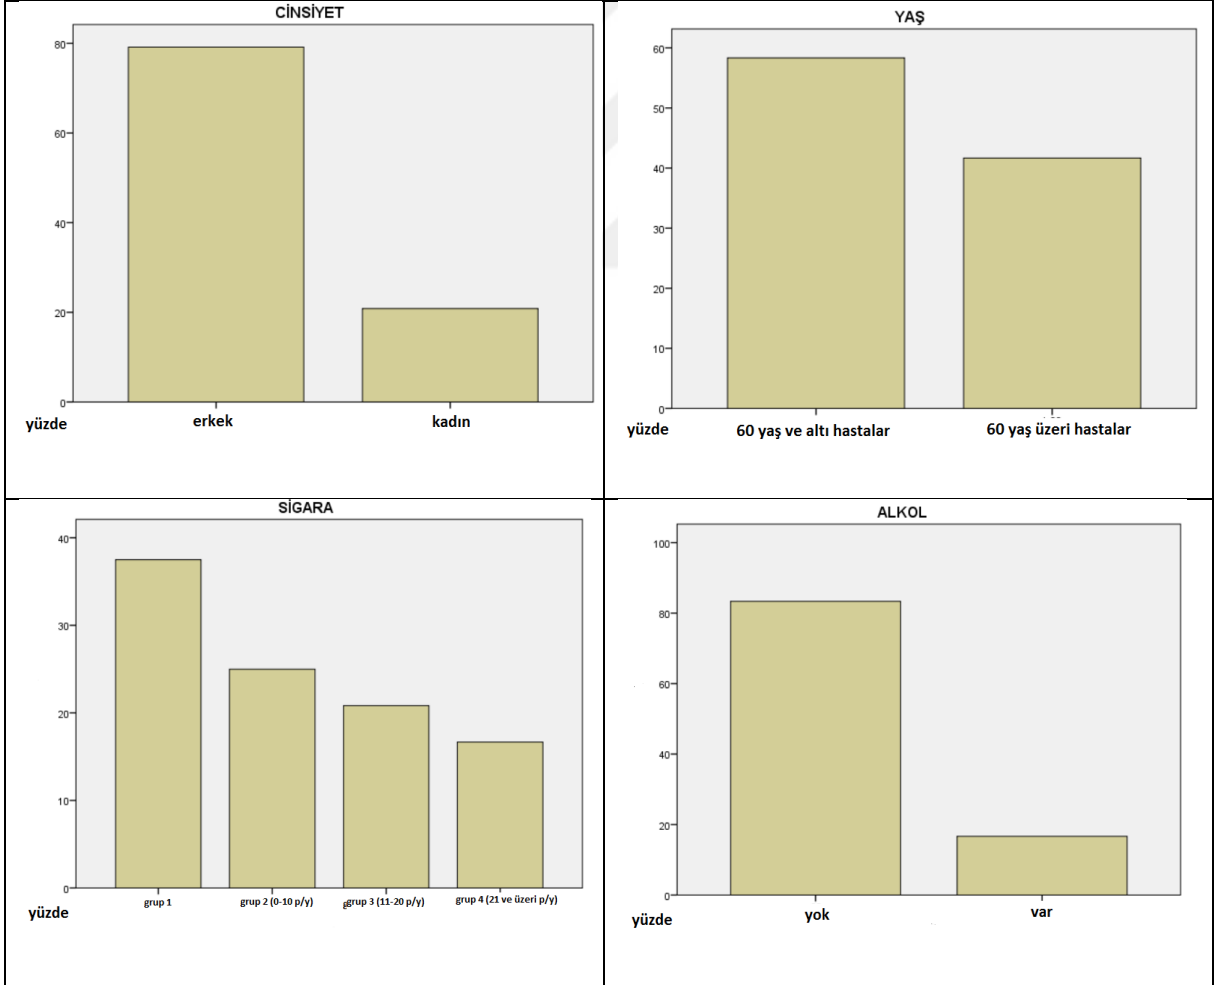 CİNSİYET
80
60
40
20
0
yüzde
erkek
kadın
YAŞ
60
50
40
30
20
10
0
yüzde
60 yaş ve altı hastalar
60 yaş üzeri hastalar
SİGARA
40
30
20
10
0
yüzde
grup 1
grup 2 (0-10 p/y)
grup 3 (11-20 p/y)
grup 4 (21 ve üzeri p/y)
ALKOL
100
80
60
40
20
0
yüzde
yok
var